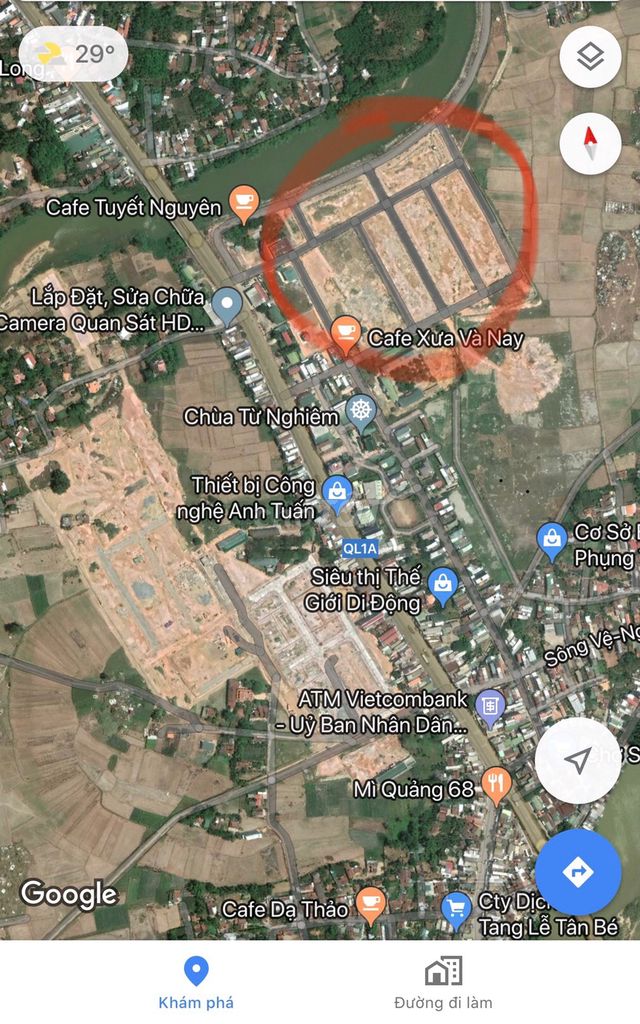 29°
Long
Cafe Tuyết Nguyên
Lắp Đặt, Sửa Chữa
Camera Quan Sát HD...
Cafe Xưa Và Nay
Chùa Từ Nghiêm
Thiết bị Công
nghệ Anh Tuấn
QL1A
Cơ Sở
Phụng
Siêu thị Thế
Giới Di Động
Sông Vệ-
ATM Vietcombank
- Uỷ Ban Nhân Dân...
Mì Quảng 68
Google
Cafe Dạ Thảo
Cty Dịc
Tang Lễ Tân Bé
Khám phá
Đường đi làm